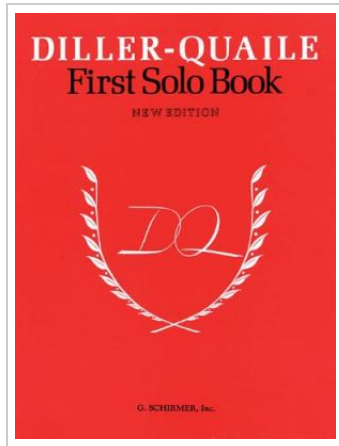 DILLER-QUAILE
First Solo Book
NEW EDITION
DQ
G. SCHIRMER, Inc.